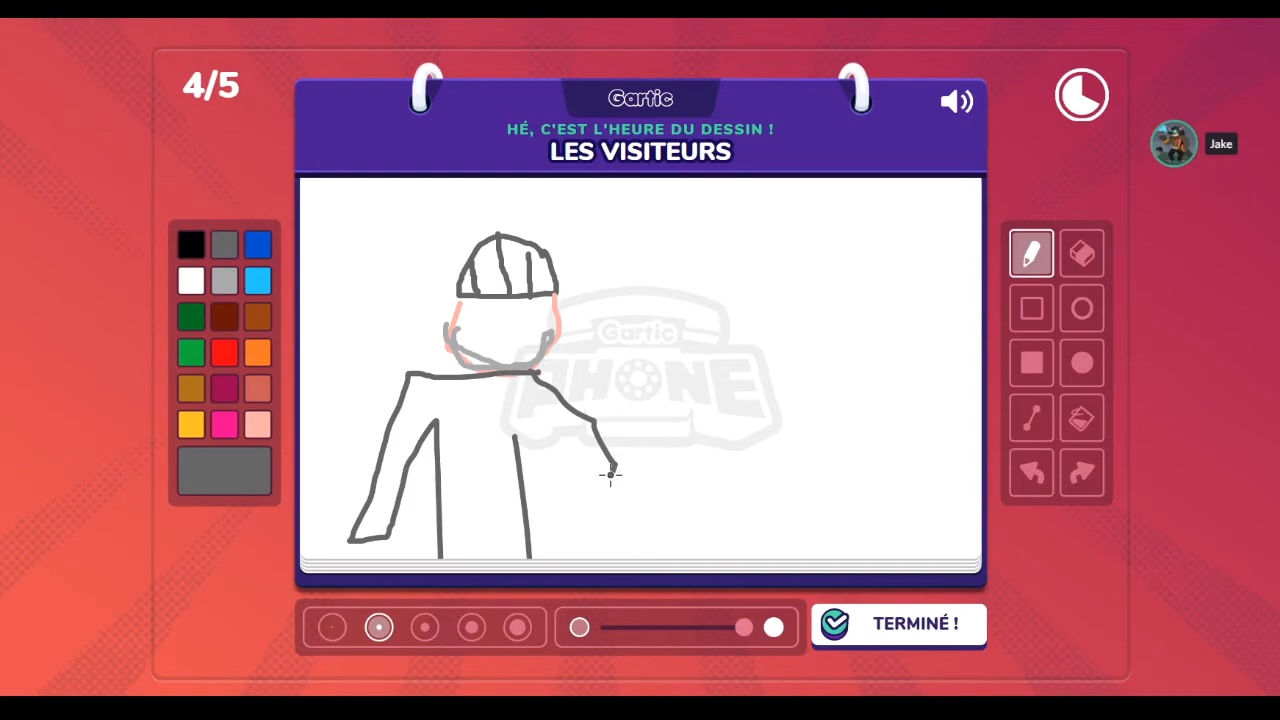 4/5
Gartic
HÉ, C'EST L'HEURE DU DESSIN !
LES VISITEURS
Jake
Gartic
PHONE
TERMINÉ !